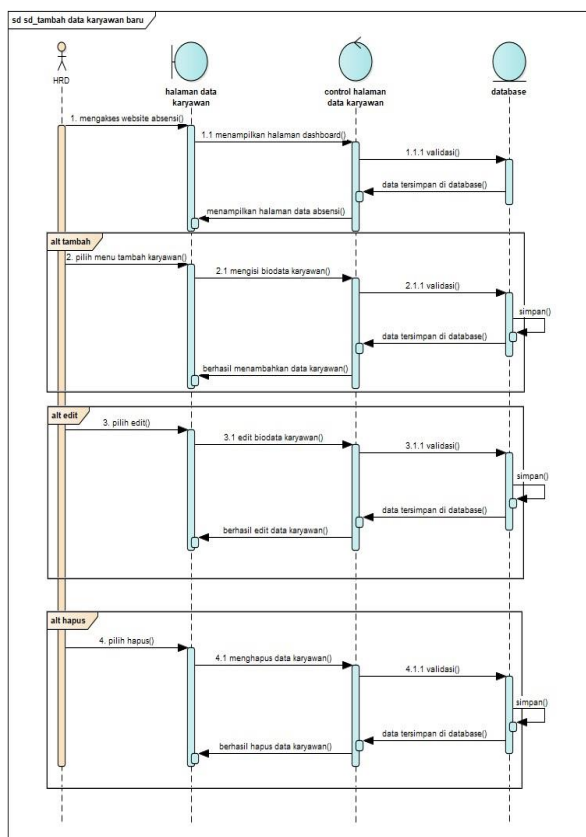 sd sd_tambah data karyawan baru
HRD
halaman data
karyawan
control halaman
data karyawan
database
1. mengakses website absensi()
1.1 menampilkan halaman dashboard()
1.1.1 validasi()
data tersimpan di database()
menampilkan halaman data absensi()
alt tambah
2. pilih menu tambah karyawan()
2.1 mengisi biodata karyawan()
2.1.1 validasi()
simpan()
data tersimpan di database()
berhasil menambahkan data karyawan()
alt edit
3. pilih edit()
3.1 edit biodata karyawan()
3.1.1 validasi()
simpan()
data tersimpan di database()
berhasil edit data karyawan()
alt hapus
4. pilih hapus()
4.1 menghapus data karyawan()
4.1.1 validasi()
simpan()
data tersimpan di database()
berhasil hapus data karyawan()